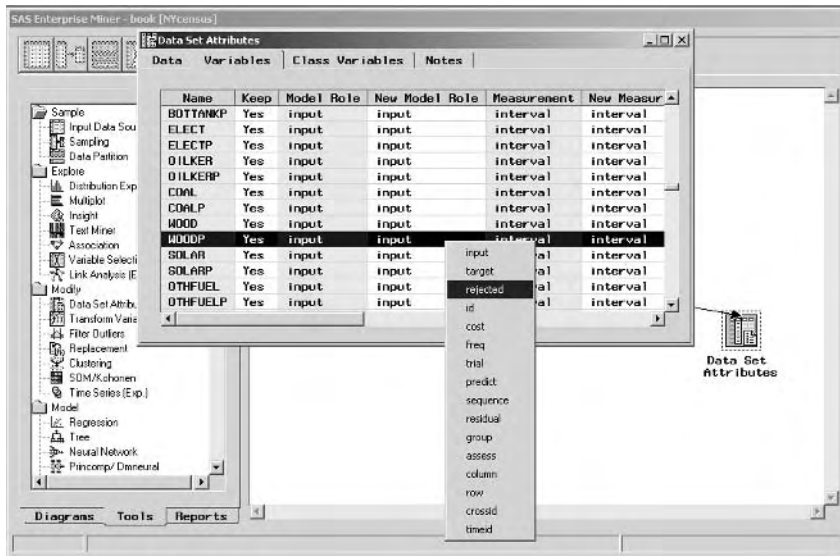 SAS Enterprise Miner - book [NYcensus]
Data Set Attributes
Data Variables Class Variables Notes
Name Keep Model Role New Model Role Measurement New Measur
BOTTANKP Yes input input interval interval
ELECT Yes input input interval interval
ELECTP Yes input input interval interval
OILKER Yes input input interval interval
OILKERP Yes input input interval interval
COAL Yes input input interval interval
COALP Yes input input interval interval
WOOD Yes input input interval interval
WOODP Yes input input interval interval
SOLAR Yes input input interval
SOLARP Yes input input interval
OTHFUEL Yes input input interval
OTHFUELP Yes input input interval
input
target
rejected
id
cost
freq
trial
predict
sequence
residual
group
assess
column
row
crossid
timeid
Sample
Input Data Sou
Sampling
Data Partition
Explore
Distribution Exp
Multiplot
Insight
Text Miner
Association
Variable Selecti
Link Analysis (E
Modify
Data Set Attribu
Transform Varia
Filter Outliers
Replacement
Clustering
SOM/Kohonen
Time Series (Exp.)
Model
Regression
Tree
Neural Network
Princomp/ Dmneural
Data Set
Attributes
Diagrams Tools Reports